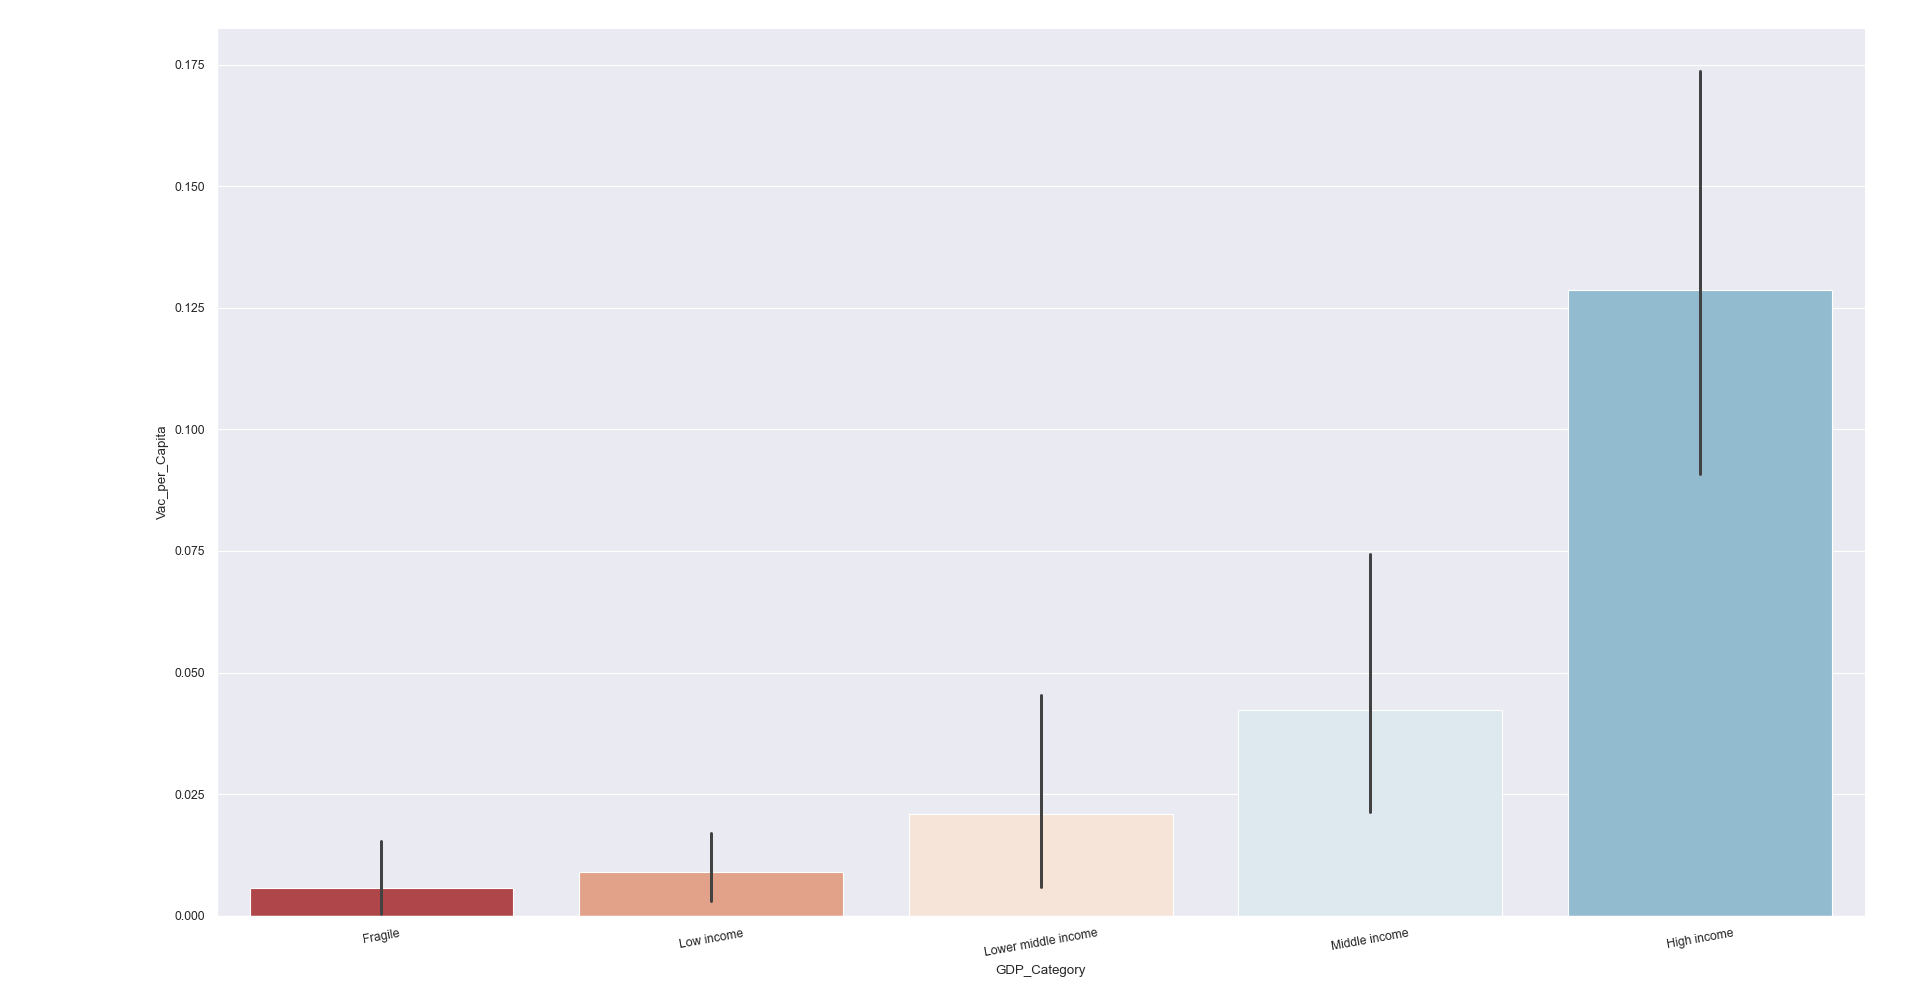 0.175
0.150
0.125
0.100
0.075
0.050
0.025
0.000
Vac_per_Capita
Fragile
Low income
Lower middle income
Middle income
High income
GDP_Category